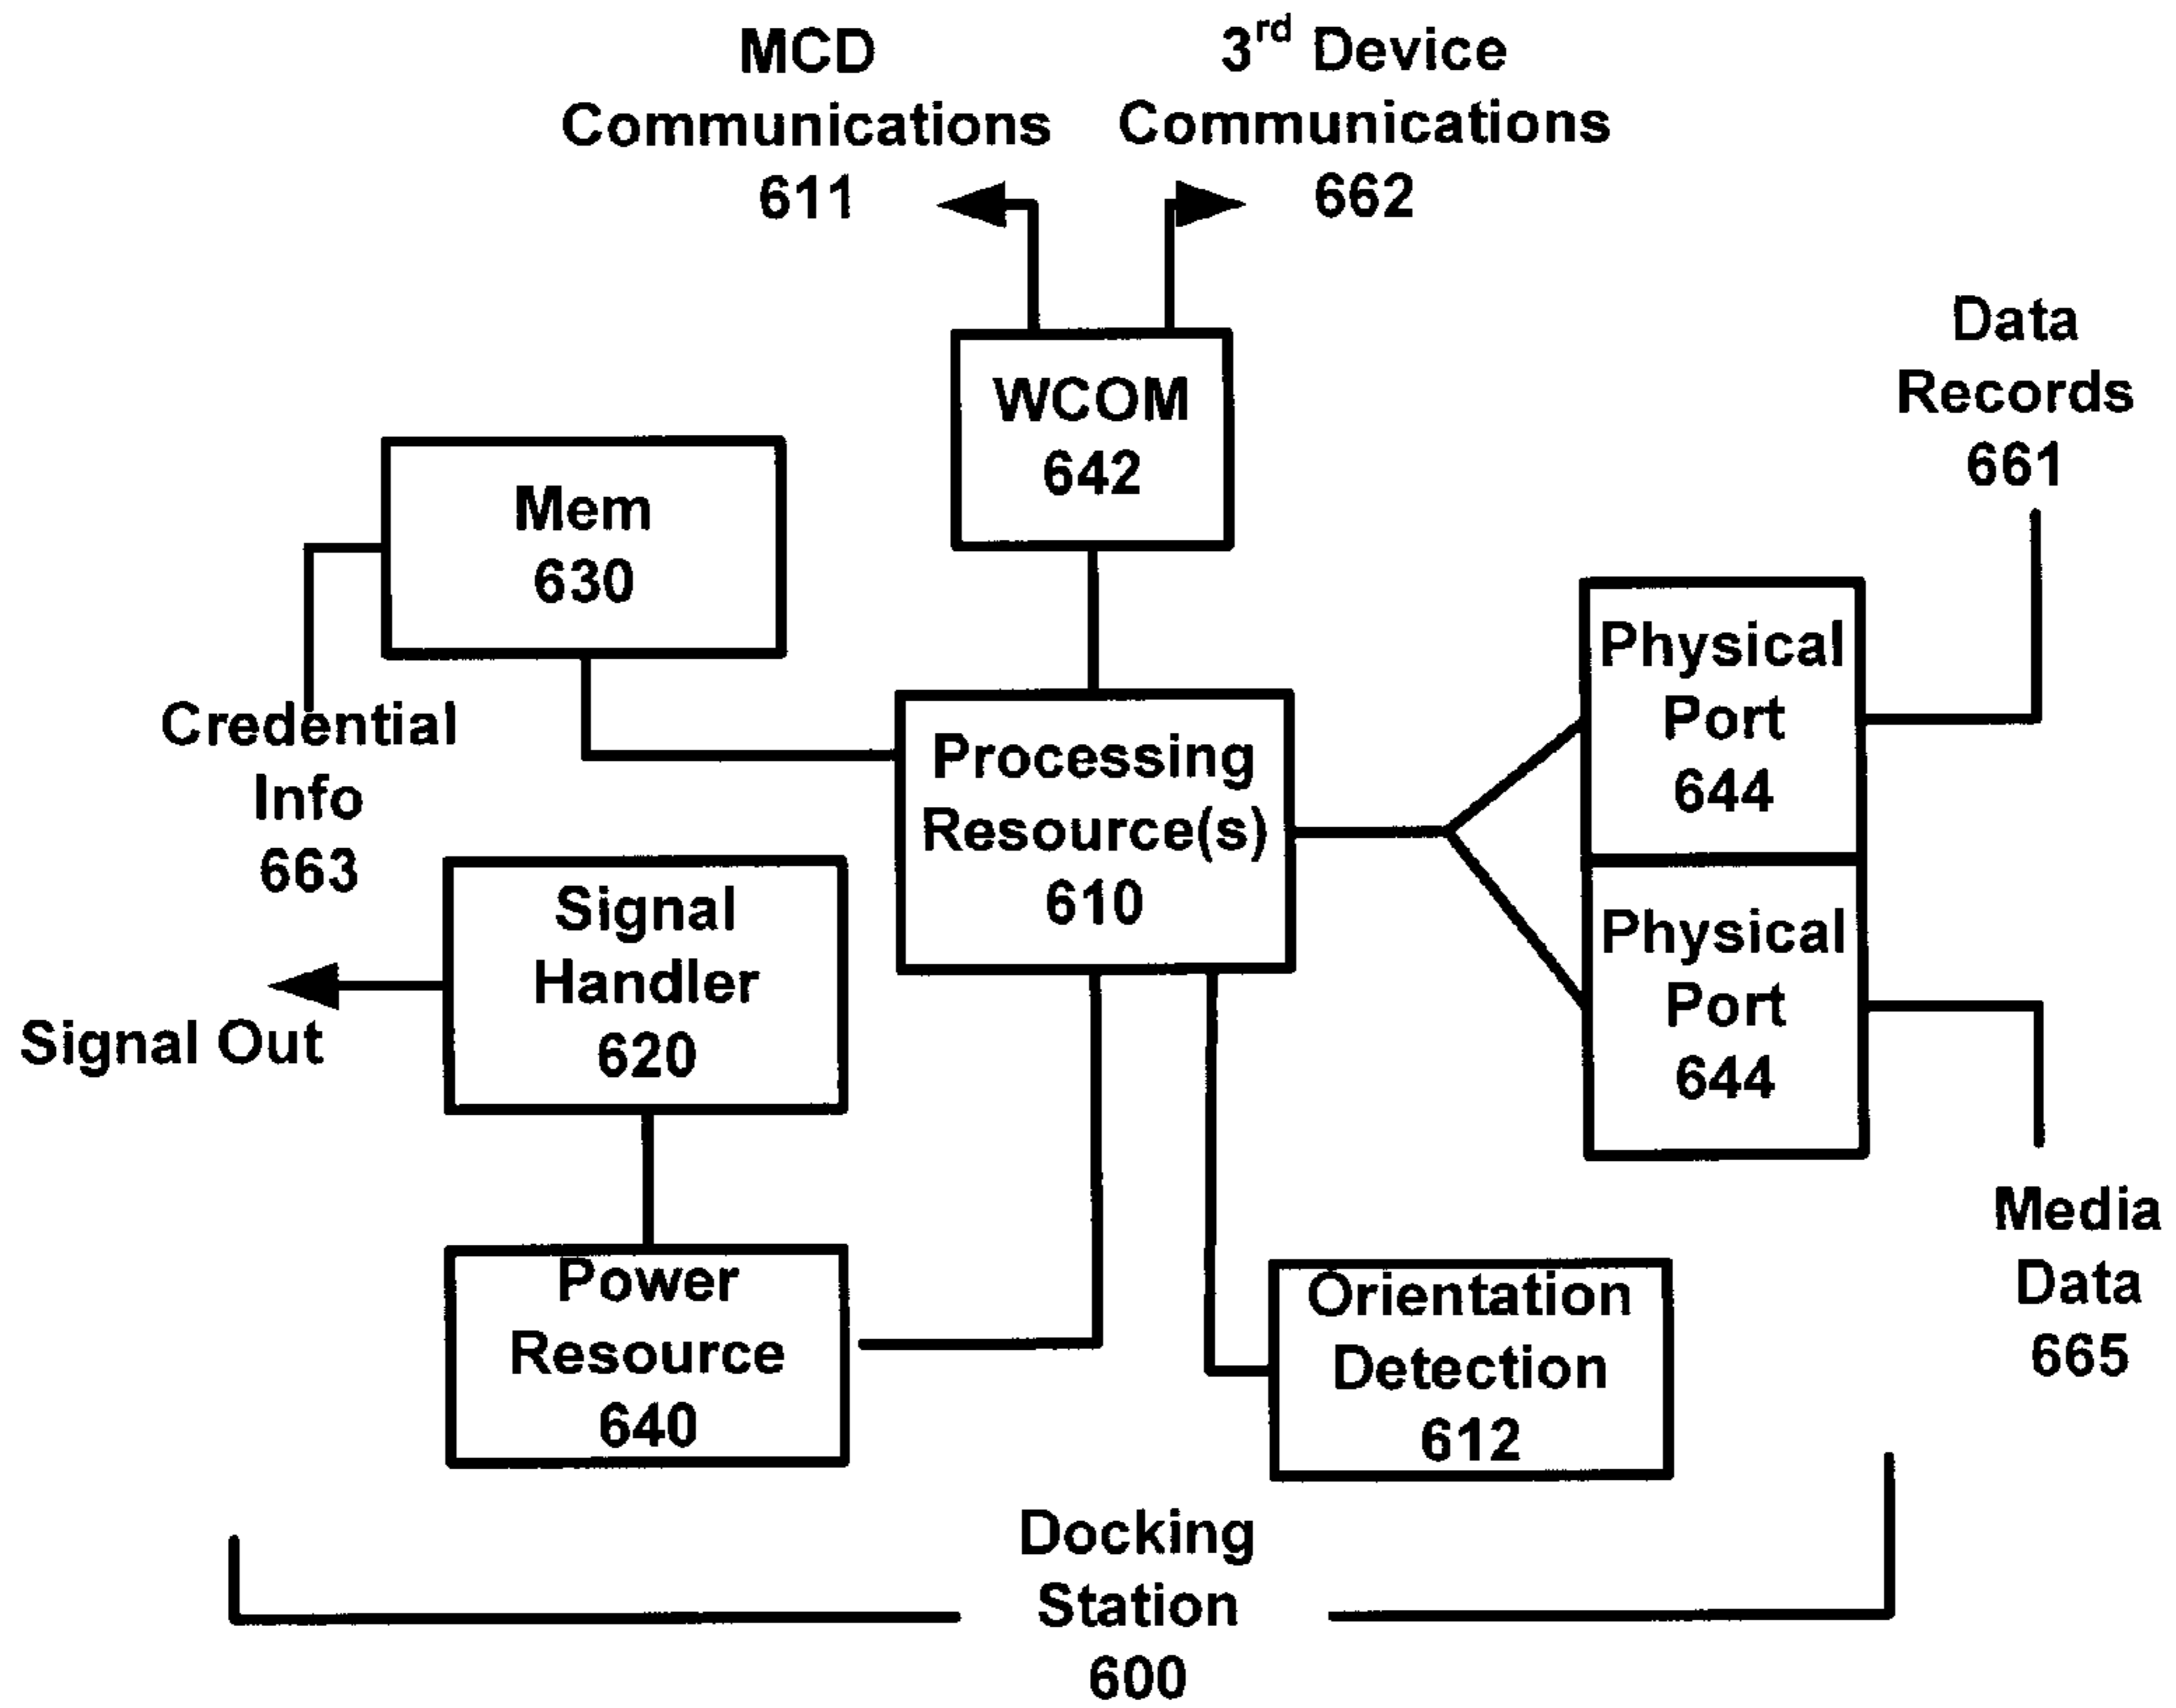 MCD
Communications
611
3rd Device
Communications
662
Data
Records
661
WCOM
642
Mem
630
Credential
Info
663
Processing
Resource(s)
610
Physical
Port
644
Physical
Port
644
Signal
Handler
620
Signal Out
Power
Resource
640
Orientation
Detection
612
Media
Data
665
Docking
Station
600